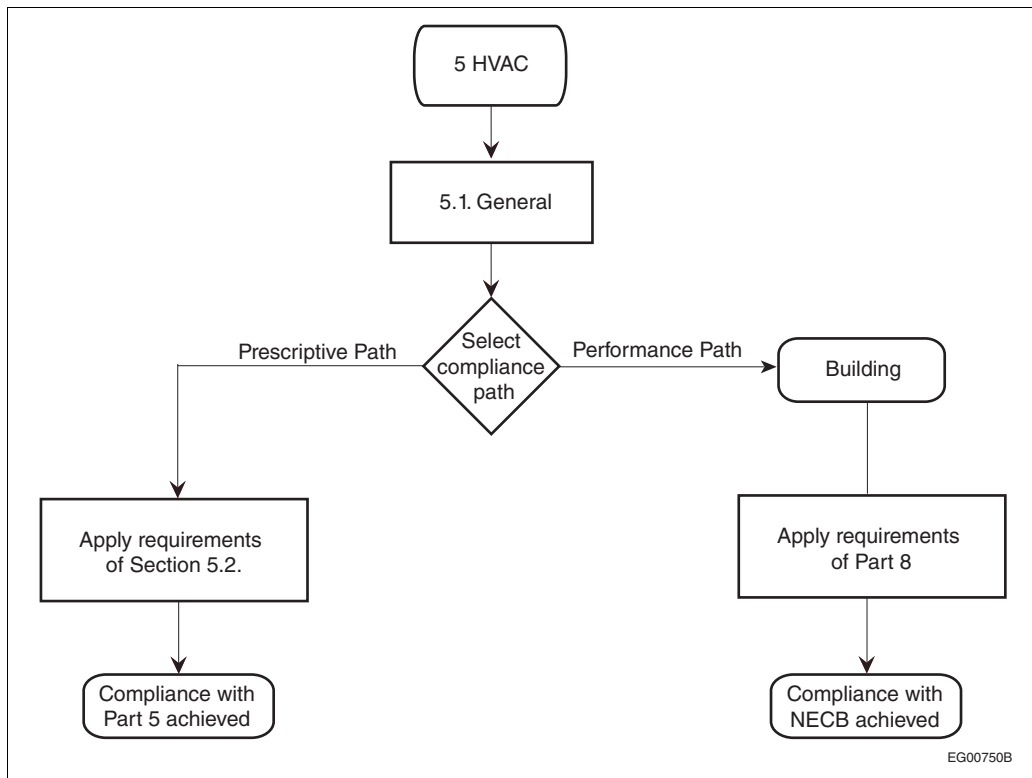 5 HVAC
5.1. General
Select
compliance
path
Prescriptive Path
Performance Path
Building
Apply requirements
of Section 5.2.
Apply requirements
of Part 8
Compliance with
Part 5 achieved
Compliance with
NECB achieved
EG00750B